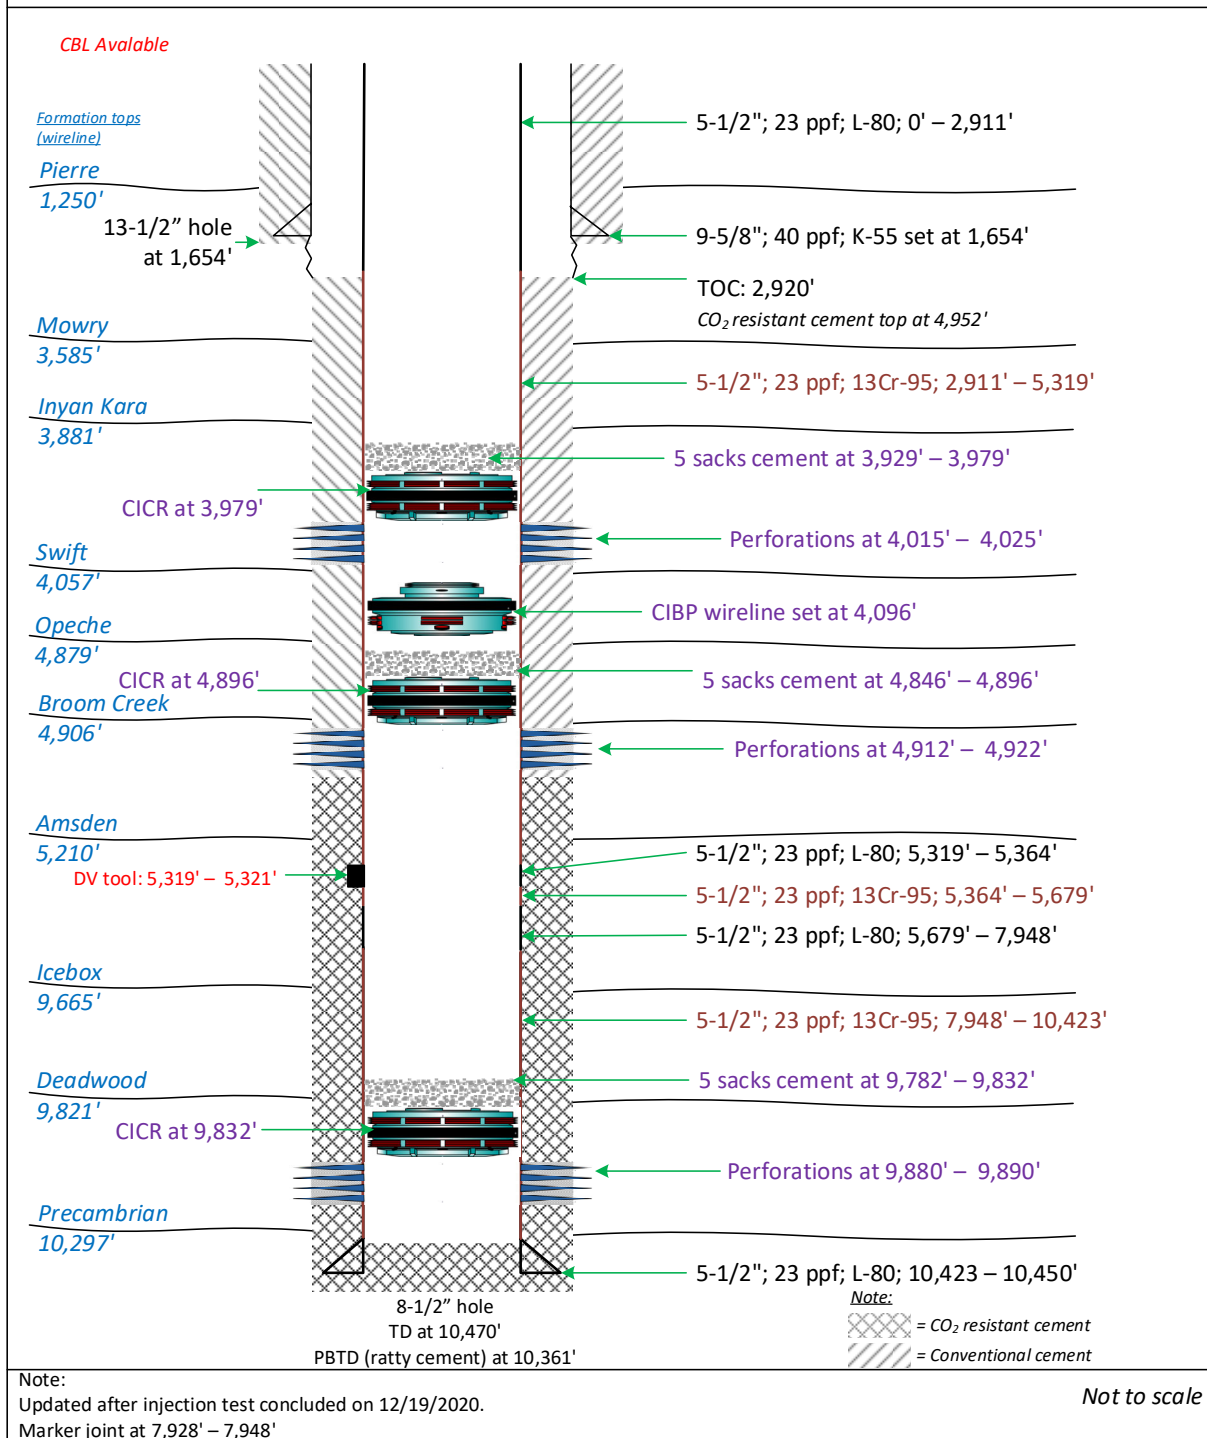 CBL Avalable
Formation tops
(wireline)
5-1/2"; 23 ppf; L-80; 0' – 2,911'
Pierre
1,250'
13-1/2” hole
at 1,654'
9-5/8"; 40 ppf; K-55 set at 1,654'
TOC: 2,920'
CO2 resistant cement top at 4,952'
Mowry
3,585'
5-1/2"; 23 ppf; 13Cr-95; 2,911' – 5,319'
Inyan Kara
3,881'
5 sacks cement at 3,929' – 3,979'
CICR at 3,979'
Perforations at 4,015' – 4,025'
Swift
4,057'
CIBP wireline set at 4,096'
Opeche
4,879'
CICR at 4,896'
5 sacks cement at 4,846' – 4,896'
Broom Creek
4,906'
Perforations at 4,912' – 4,922'
Amsden
5,210'
5-1/2"; 23 ppf; L-80; 5,319' – 5,364'
DV tool: 5,319' – 5,321'
5-1/2"; 23 ppf; 13Cr-95; 5,364' – 5,679'
5-1/2"; 23 ppf; L-80; 5,679' – 7,948'
Icebox
9,665'
5-1/2"; 23 ppf; 13Cr-95; 7,948' – 10,423'
Deadwood
9,821'
5 sacks cement at 9,782' – 9,832'
CICR at 9,832'
Perforations at 9,880' – 9,890'
Precambrian
10,297'
5-1/2"; 23 ppf; L-80; 10,423 – 10,450'
8-1/2” hole
TD at 10,470'
PBTD (ratty cement) at 10,361'
Note:
= CO2 resistant cement
= Conventional cement
Note:
Updated after injection test concluded on 12/19/2020.
Marker joint at 7,928' – 7,948'
Not to scale